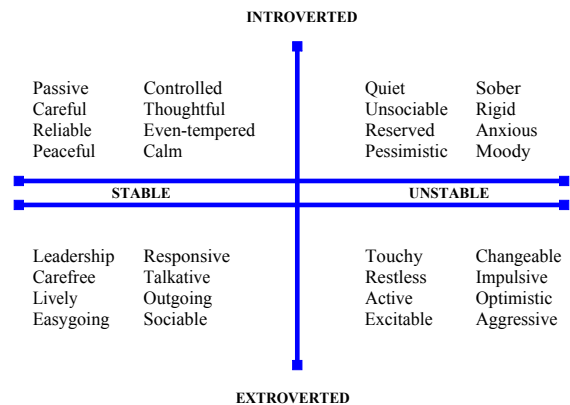 INTROVERTED
Passive Controlled Quiet Sober
Careful Thoughtful Unsociable Rigid
Reliable Even-tempered Reserved Anxious
Peaceful Calm Pessimistic Moody
STABLE UNSTABLE
Leadership Responsive Touchy Changeable
Carefree Talkative Restless Impulsive
Lively Outgoing Active Optimistic
Easygoing Sociable Excitable Aggressive
EXTROVERTED